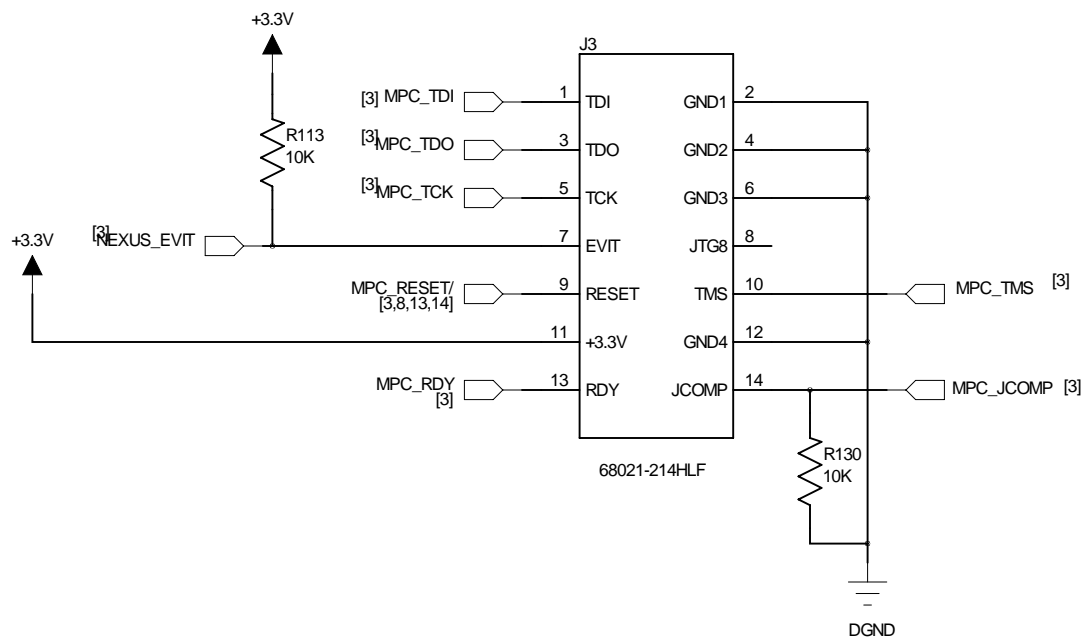 +3.3V
J3
R113
10K
[3] MPC_TDI
1
TDI
GND1
2
[3] MPC_TDO
3
TDO
GND2
4
[3] MPC_TCK
5
TCK
GND3
6
+3.3V
[3] NEXUS_EVIT
7
EVIT
JTG8
8
MPC_RESET/
[3,8,13,14]
9
RESET
TMS
10
MPC_TMS [3]
11
+3.3V
GND4
12
MPC_RDY
[3]
13
RDY
JCOMP
14
MPC_JCOMP [3]
R130
10K
68021-214HLF
DGND